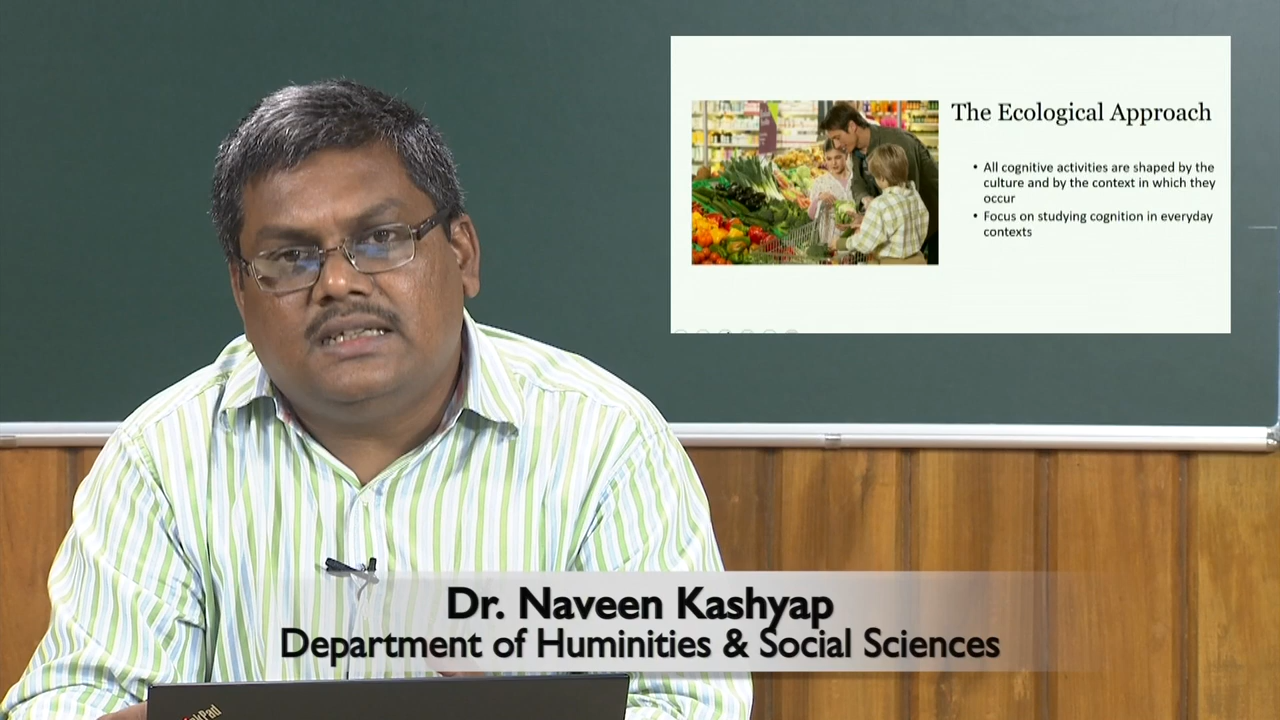 The Ecological Approach
• All cognitive activities are shaped by the
culture and by the context in which they
occur
• Focus on studying cognition in everyday
contexts
Dr. Naveen Kashyap
Department of Huminities & Social Sciences